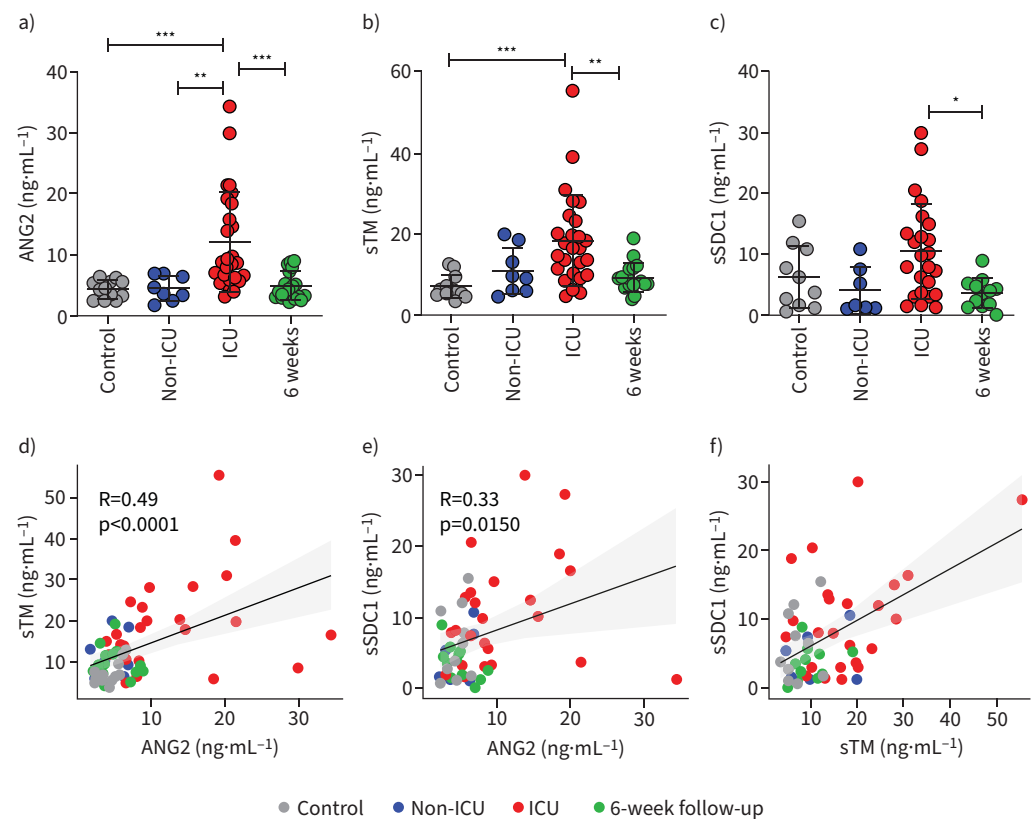 a)
***
**
***
ANG2 (ng·mL⁻¹)
40
30
20
10
0
Control
Non-ICU
ICU
6 weeks
b)
***
**
sTM (ng·mL⁻¹)
60
40
20
0
Control
Non-ICU
ICU
6 weeks
c)
*
sSDC1 (ng·mL⁻¹)
40
30
20
10
0
Control
Non-ICU
ICU
6 weeks
d)
R=0.49
p<0.0001
sTM (ng·mL⁻¹)
50
40
30
20
10
10 20 30
ANG2 (ng·mL⁻¹)
e)
R=0.33
p=0.0150
sSDC1 (ng·mL⁻¹)
30
20
10
0
10 20 30
ANG2 (ng·mL⁻¹)
f)
sSDC1 (ng·mL⁻¹)
30
20
10
0
10 20 30 40 50
sTM (ng·mL⁻¹)
Control Non-ICU ICU 6-week follow-up